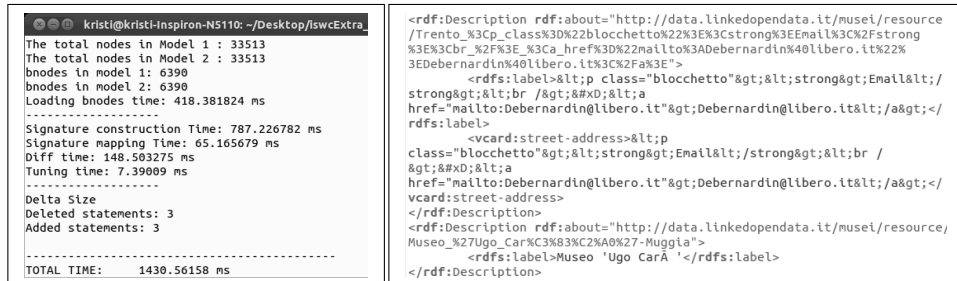 kristi@kristi-Inspiron-N5110: ~/Desktop/iswcExtra_
The total nodes in Model 1 : 33513
The total nodes in Model 2 : 33513
bnodes in model 1: 6390
bnodes in model 2: 6390
Loading bnodes time: 418.381824 ms
-------------------
Signature construction Time: 787.226782 ms
Signature mapping Time: 65.165679 ms
Diff time: 148.503275 ms
Tuning time: 7.39009 ms
-------------------
Delta Size
Deleted statements: 3
Added statements: 3
--------------------------------------------
TOTAL TIME: 1430.56158 ms
<rdf:Description rdf:about="http://data.linkedopendata.it/musei/resource
/Trento_%3Cp_class%3D%22blocchetto%22%3E%3Cstrong%3EEmail%3C%2Fstrong
%3E%3Cbr_%2F%3E_%3Ca_href%3D%22mailto%3ADebernardin%40libero.it%22%
3EDebernardin%40libero.it%3C%2Fa%3E">
<rdfs:label>&lt;p class="blocchetto"&gt;&lt;strong&gt;Email&lt;/
strong&gt;&lt;br /&gt;&#xD;&lt;a
href="mailto:Debernardin@libero.it"&gt;Debernardin@libero.it&lt;/a&gt;</
rdfs:label>
<vcard:street-address>&lt;p
class="blocchetto"&gt;&lt;strong&gt;Email&lt;/strong&gt;&lt;br /
&gt;&#xD;&lt;a
href="mailto:Debernardin@libero.it"&gt;Debernardin@libero.it&lt;/a&gt;</
vcard:street-address>
</rdf:Description>
<rdf:Description rdf:about="http://data.linkedopendata.it/musei/resource/
Museo_%27Ugo_Car%C3%83%C2%A0%27-Muggia">
<rdfs:label>Museo 'Ugo CarÃ '</rdfs:label>
</rdf:Description>